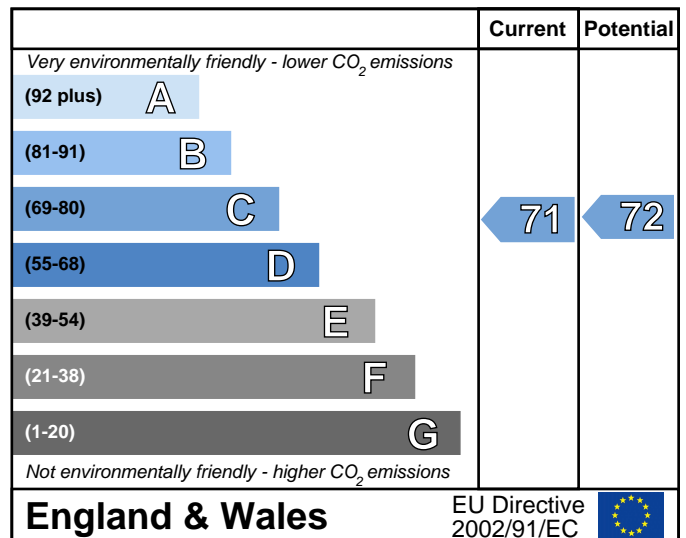 Current Potential
Very environmentally friendly - lower CO2 emissions
(92 plus) A
(81-91) B
(69-80) C 71 72
(55-68) D
(39-54) E
(21-38) F
(1-20) G
Not environmentally friendly - higher CO2 emissions
England & Wales
EU Directive
2002/91/EC